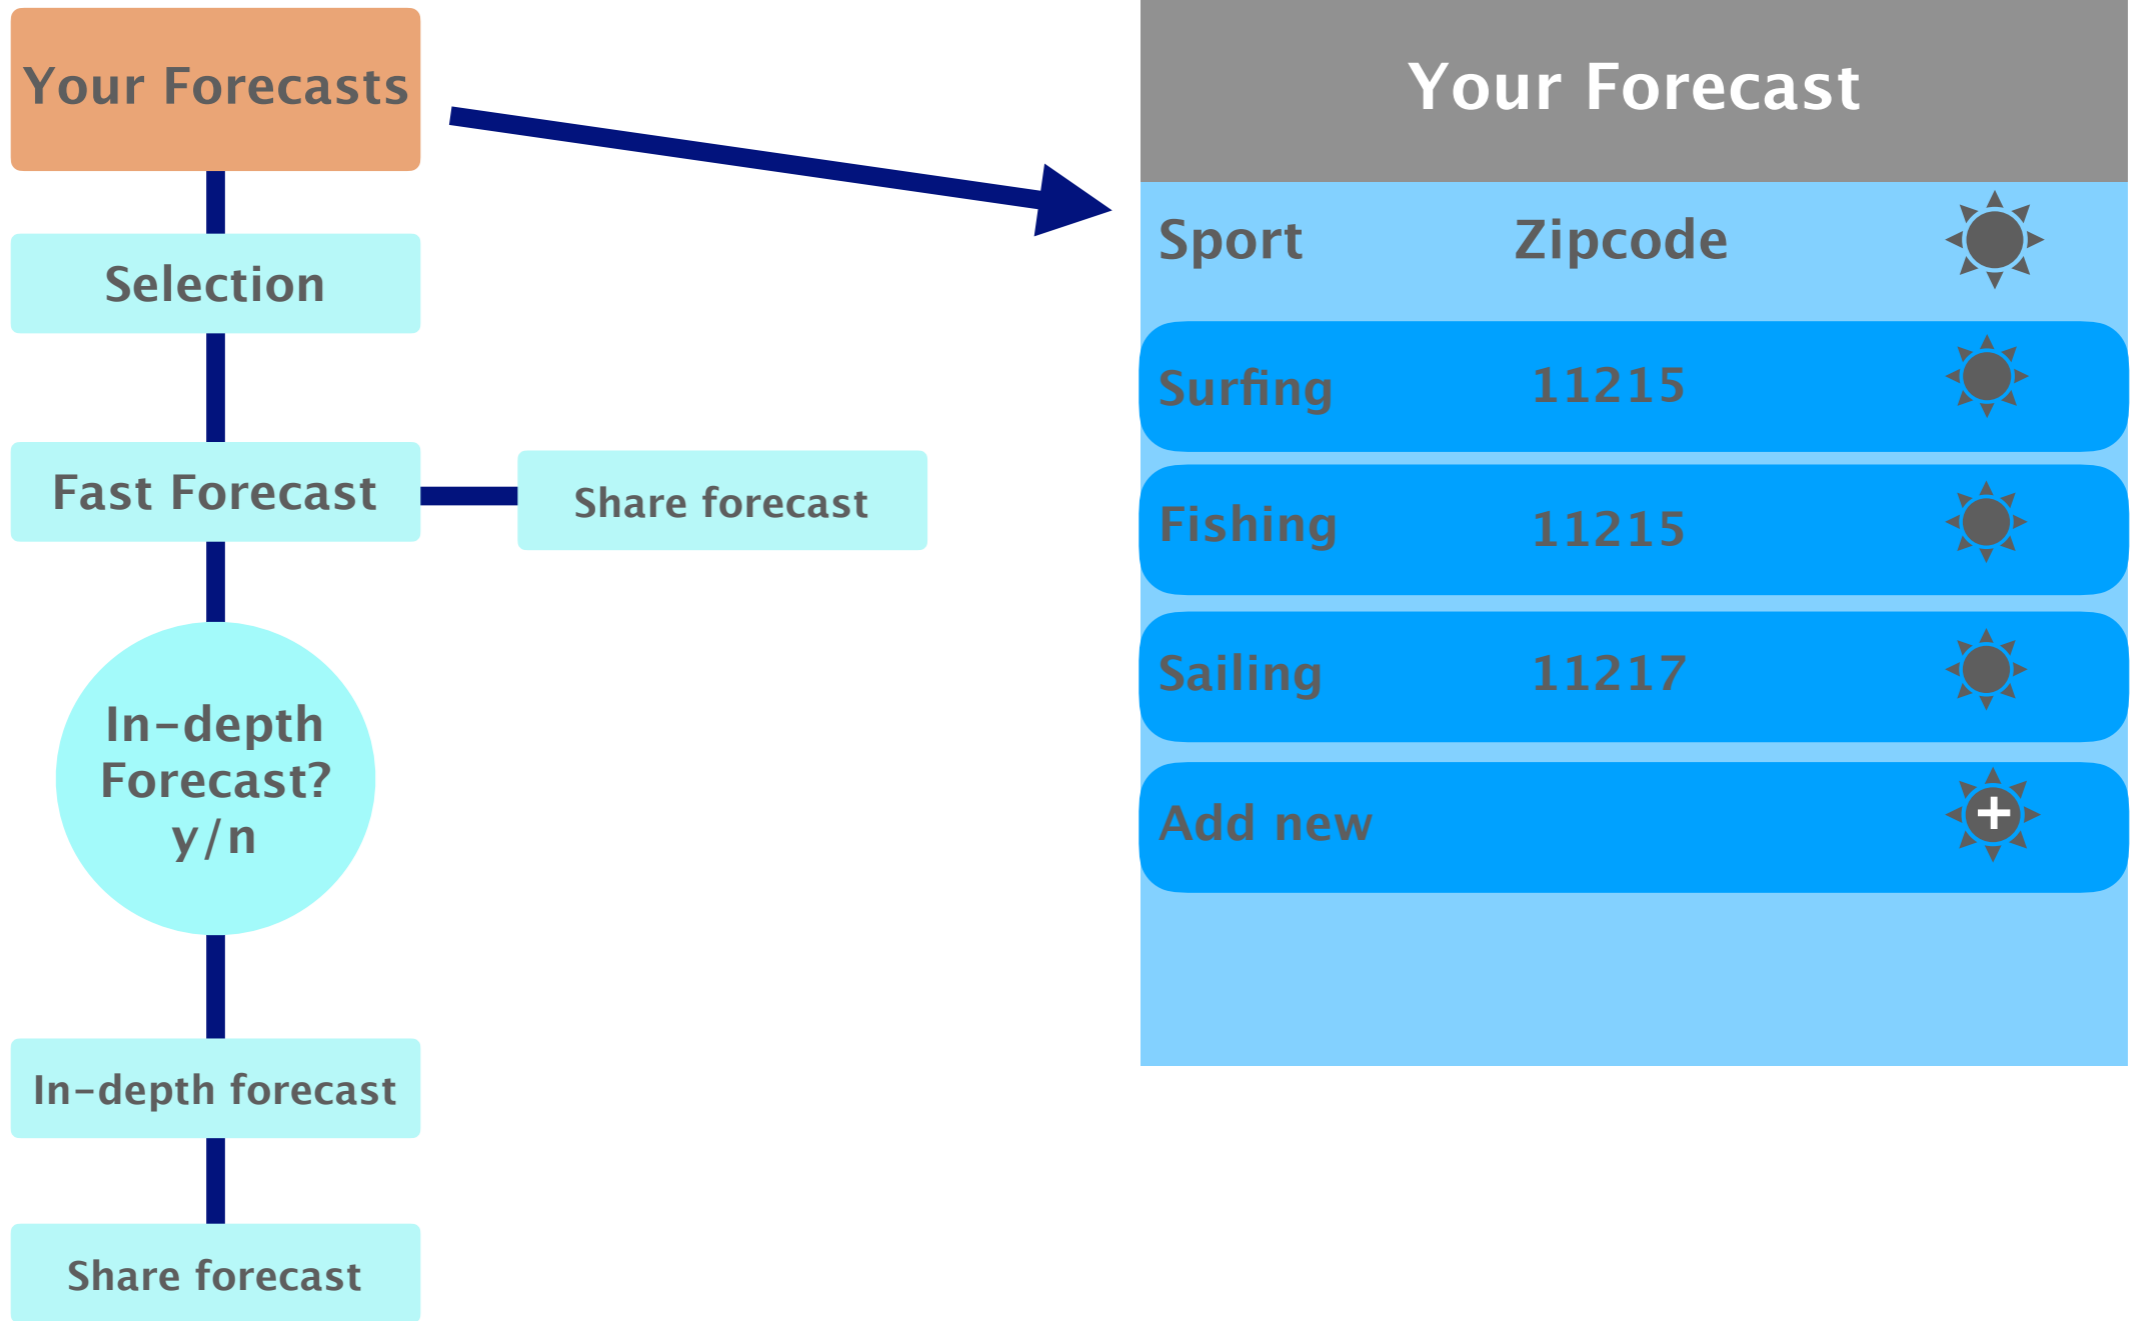 Your Forecasts
Selection
Fast Forecast
Share forecast
In-depth
Forecast?
y/n
In-depth forecast
Share forecast
Your Forecast
Sport Zipcode
Surfing 11215
Fishing 11215
Sailing 11217
Add new +